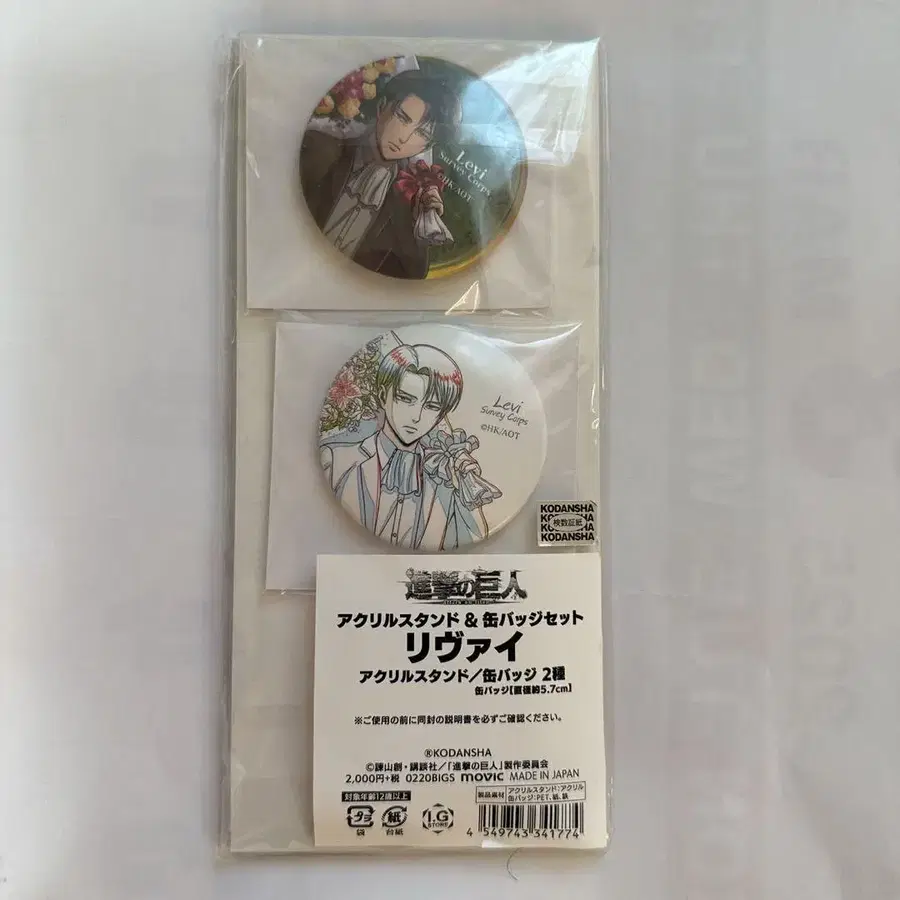 Levi
Survey Corps
©HK/AOT
Levi
Survey Corps
©HK/AOT
KODANSHA
検数証紙
KODANSHA
進撃の巨人
アクリルスタンド & 缶バッジセット
リヴァイ
アクリルスタンド/缶バッジ 2種
缶バッジ[直径約5.7cm]
※ご使用の前に同封の説明書を必ずご確認ください。
®KODANSHA
©諫山創・講談社/「進撃の巨人」製作委員会
2,000円+税 0220BIGS movic MADE IN JAPAN
対象年齢12歳以上
製品素材
アクリルスタンド:アクリル
缶バッジ:PET、紙、鉄
プラ
袋
紙
台紙
I.G
STORE
4 549743 341774